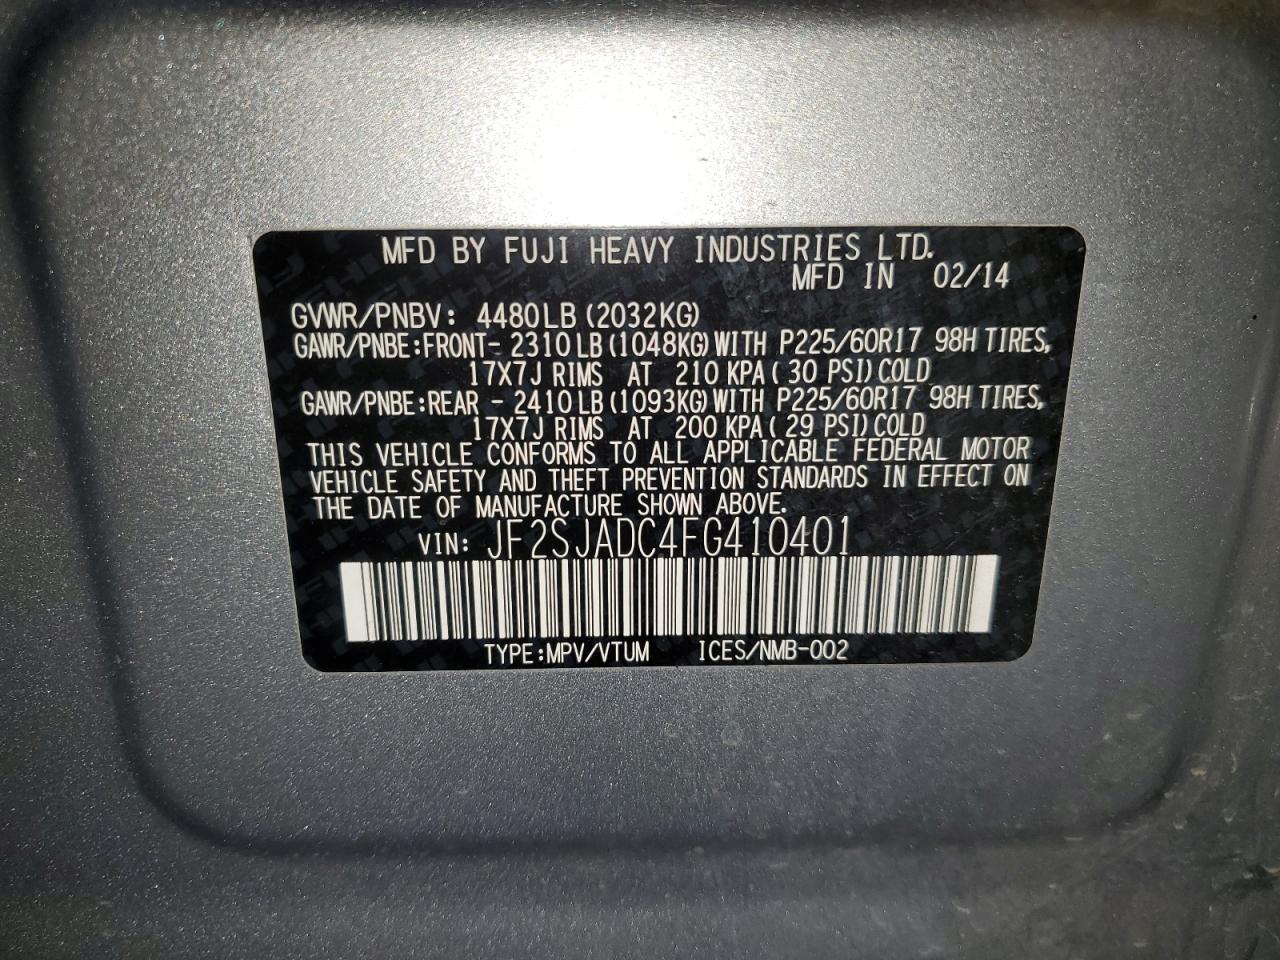 MFD BY FUJI HEAVY INDUSTRIES LTD.
MFD IN 02/14
GVWR/PNBV: 4480LB (2032KG)
GAWR/PNBE:FRONT- 2310LB (1048KG) WITH P225/60R17 98H TIRES,
17X7J RIMS AT 210 KPA ( 30 PSI) COLD
GAWR/PNBE:REAR - 2410LB (1093KG) WITH P225/60R17 98H TIRES,
17X7J RIMS AT 200 KPA ( 29 PSI) COLD
THIS VEHICLE CONFORMS TO ALL APPLICABLE FEDERAL MOTOR
VEHICLE SAFETY AND THEFT PREVENTION STANDARDS IN EFFECT ON
THE DATE OF MANUFACTURE SHOWN ABOVE.
VIN: JF2SJADC4FG410401
TYPE:MPV/VTUM ICES/NMB-002